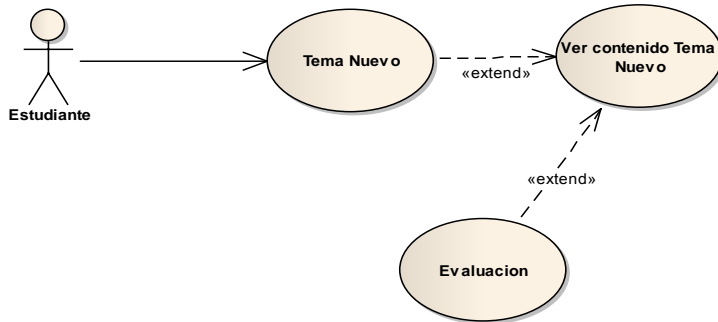 Tema Nuevo
«extend»
Ver contenido Tema
Nuevo
Estudiante
«extend»
Evaluacion